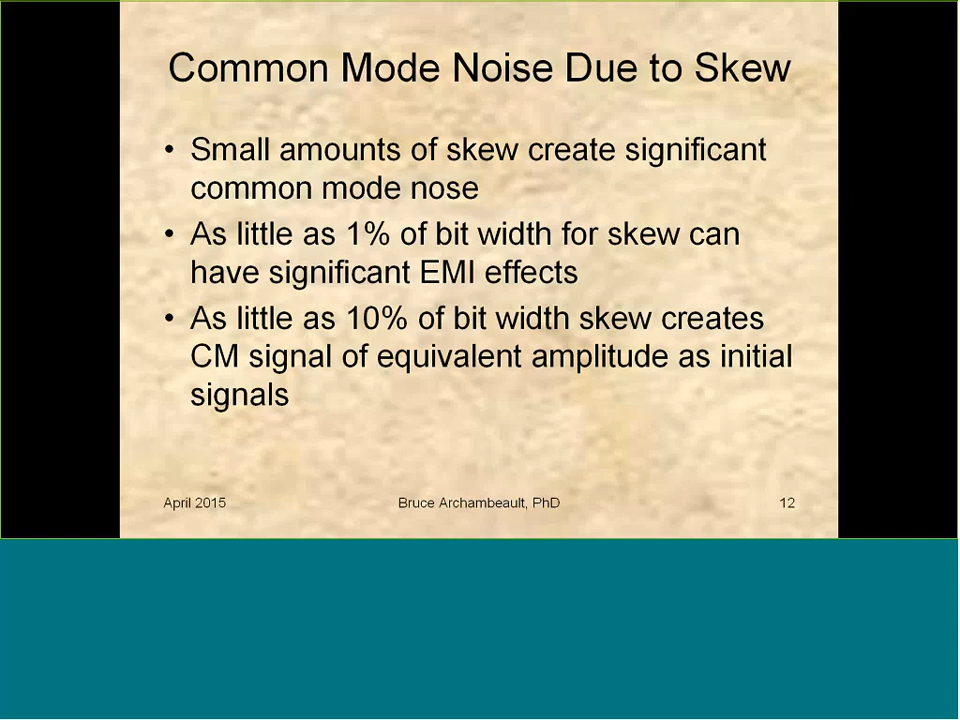 Common Mode Noise Due to Skew
• Small amounts of skew create significant
common mode nose
• As little as 1% of bit width for skew can
have significant EMI effects
• As little as 10% of bit width skew creates
CM signal of equivalent amplitude as initial
signals
April 2015
Bruce Archambeault, PhD
12